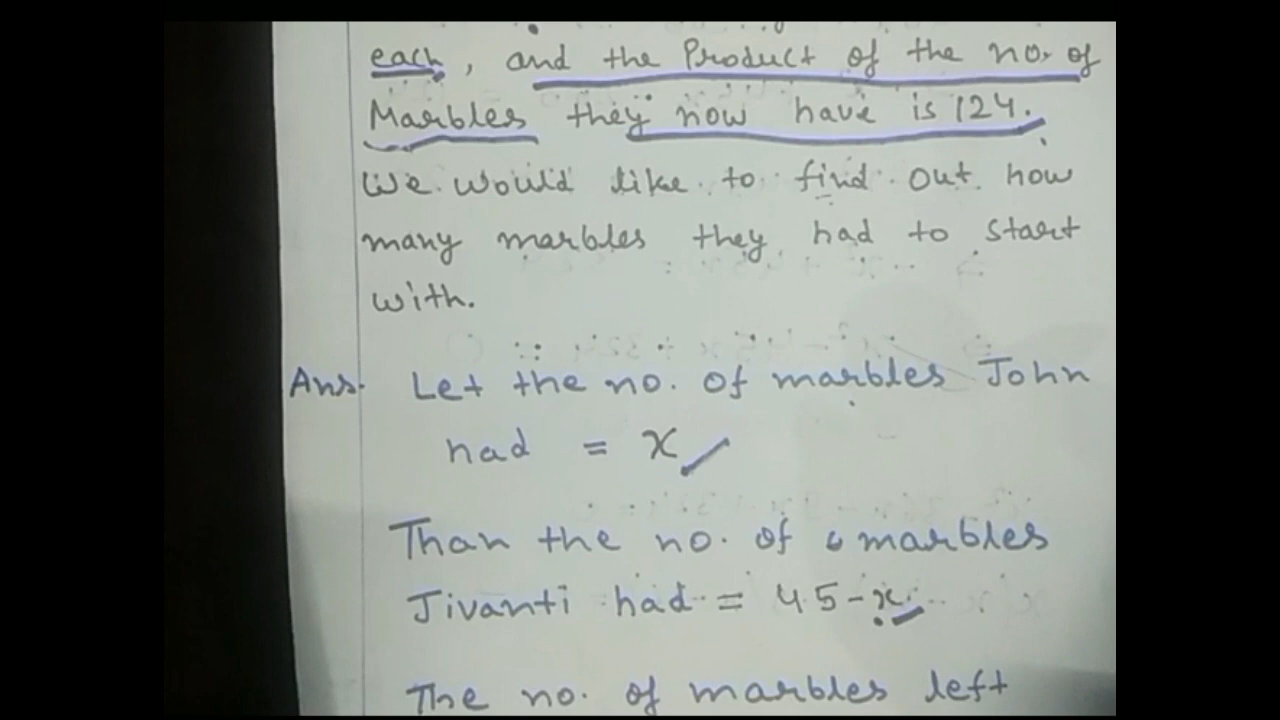 each, and the Product of the no. of
Marbles they now have is 124.
We would like to find out how
many marbles they had to start
with.
Ans. Let the no. of marbles John
had = x
Than the no. of marbles
Jivanti had = 45-x
The no. of marbles left